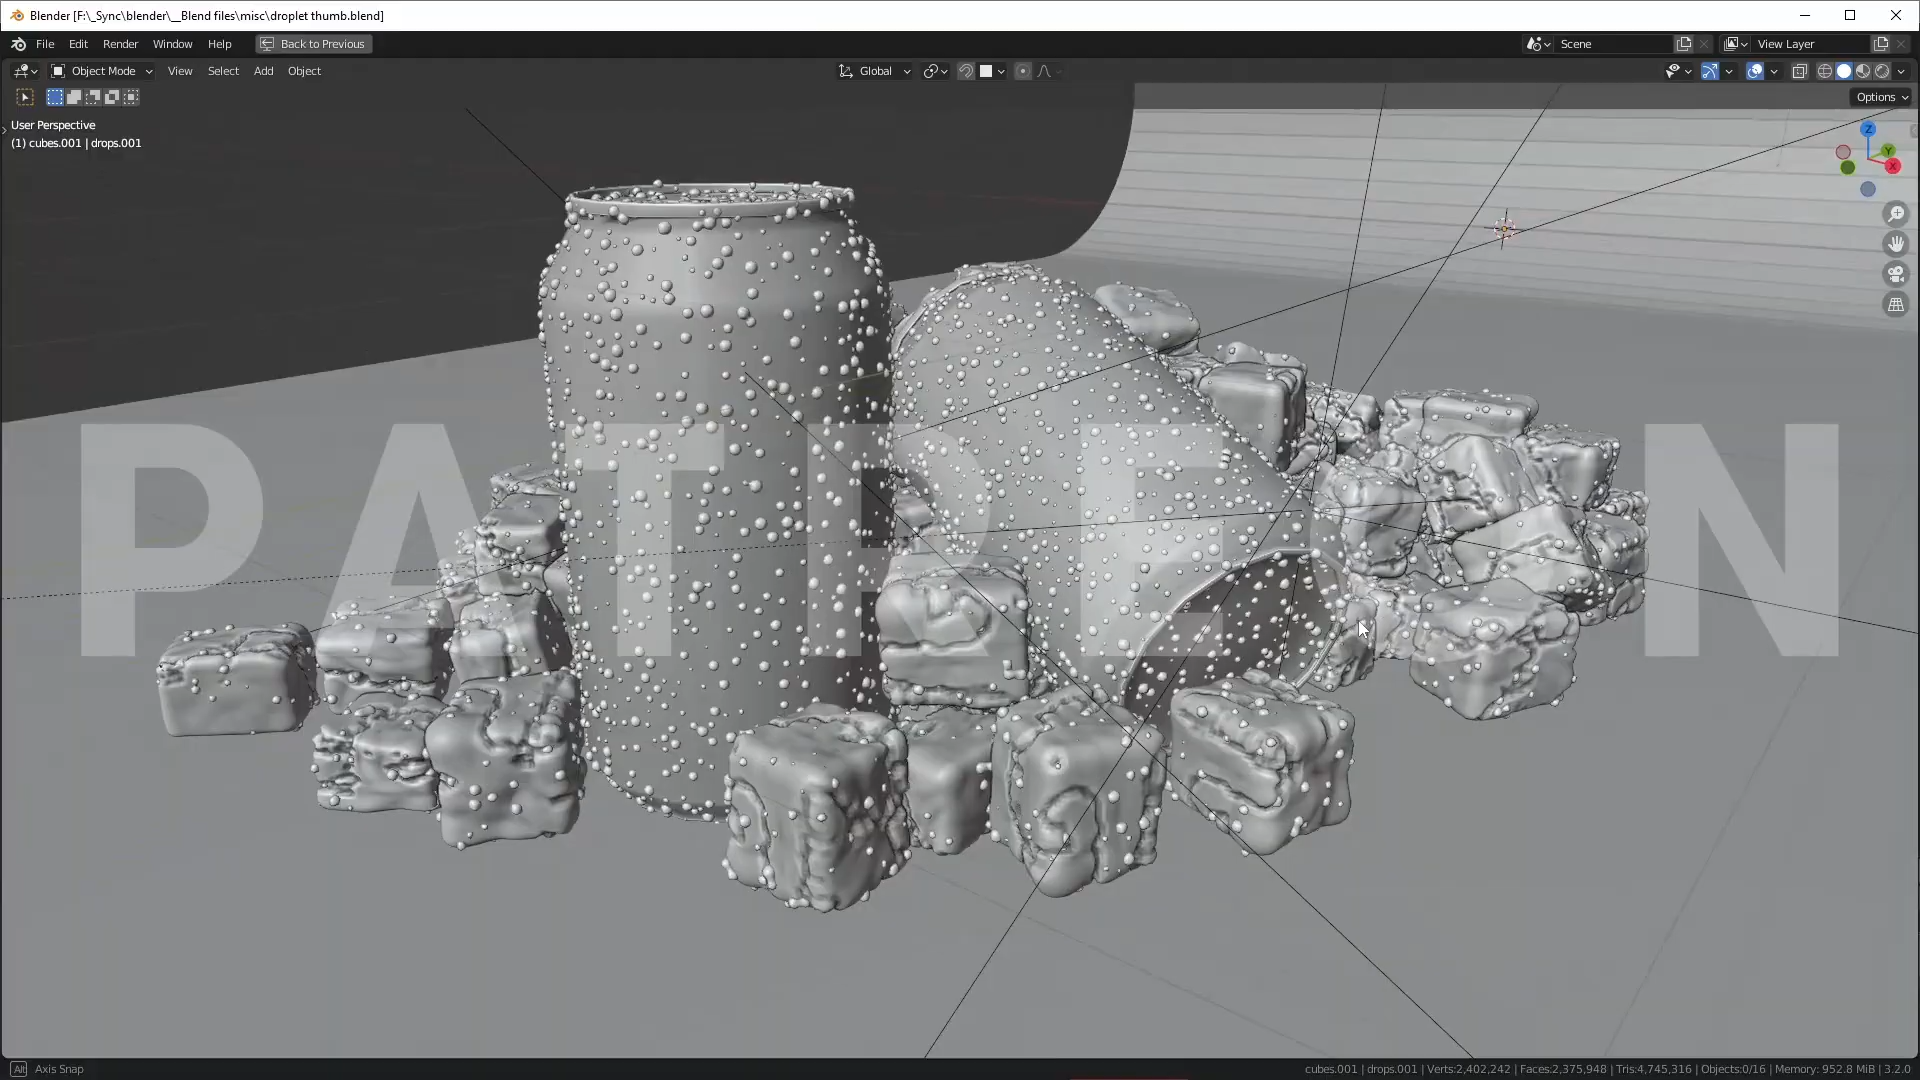 Blender [F:\_Sync\blender\__Blend files\misc\droplet thumb.blend]
File Edit Render Window Help Back to Previous Scene View Layer
Object Mode View Select Add Object Global
Options
User Perspective
(1) cubes.001 | drops.001
Z
Y
X
PATREON
Alt Axis Snap cubes.001 | drops.001 | Verts:2,402,242 | Faces:2,375,948 | Tris:4,745,316 | Objects:0/16 | Memory: 952.8 MiB | 3.2.0